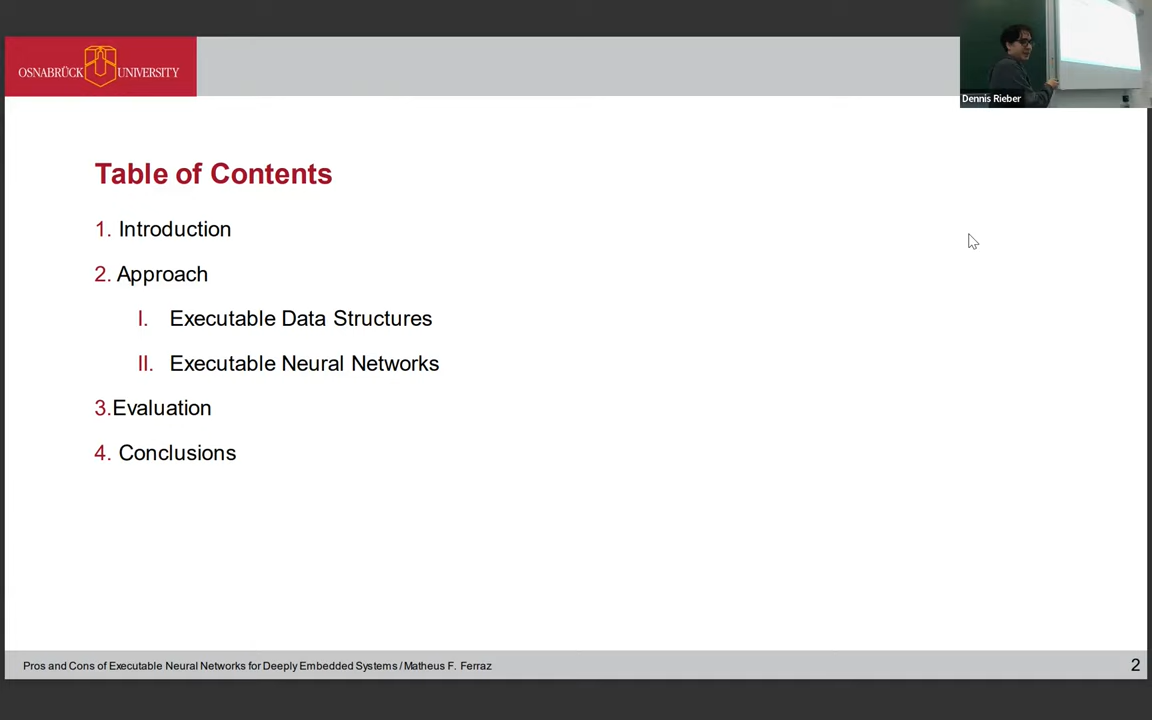 OSNABRÜCK UNIVERSITY
Dennis Rieber
Table of Contents
1. Introduction
2. Approach
I. Executable Data Structures
II. Executable Neural Networks
3.Evaluation
4. Conclusions
Pros and Cons of Executable Neural Networks for Deeply Embedded Systems / Matheus F. Ferraz
2